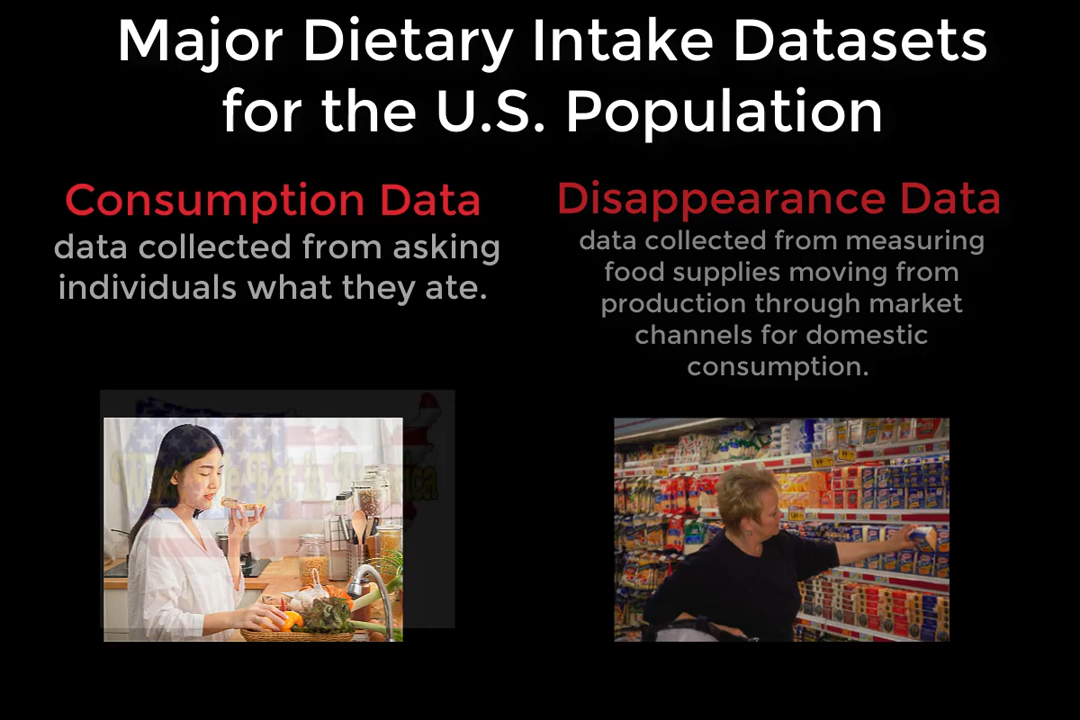 Major Dietary Intake Datasets
for the U.S. Population
Consumption Data
data collected from asking
individuals what they ate.
Disappearance Data
data collected from measuring
food supplies moving from
production through market
channels for domestic
consumption.